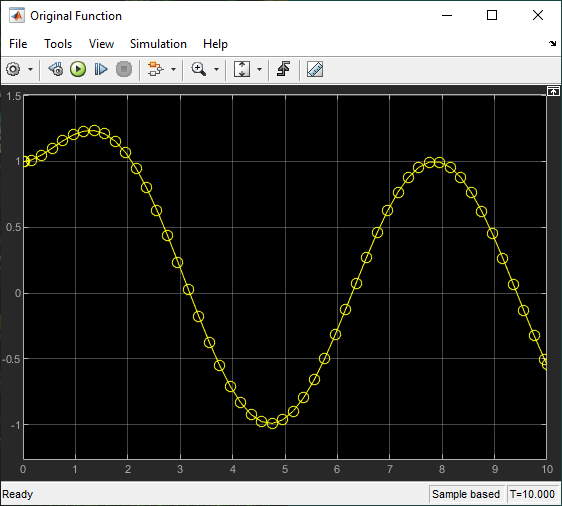 Original Function
File Tools View Simulation Help
1.5
1
0.5
0
-0.5
-1
0 1 2 3 4 5 6 7 8 9 10
Ready Sample based T=10.000